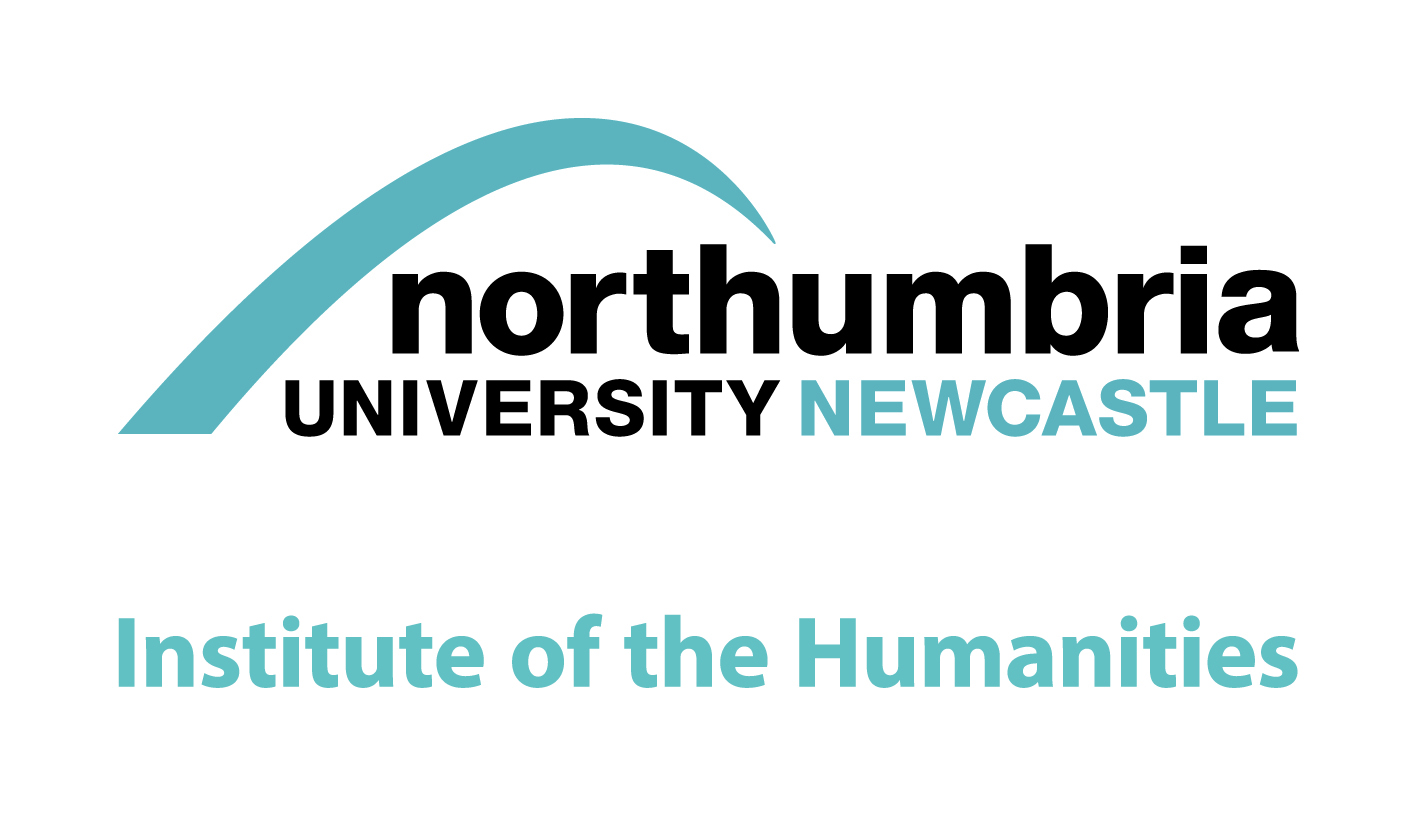 northumbria
UNIVERSITY NEWCASTLE
Institute of the Humanities